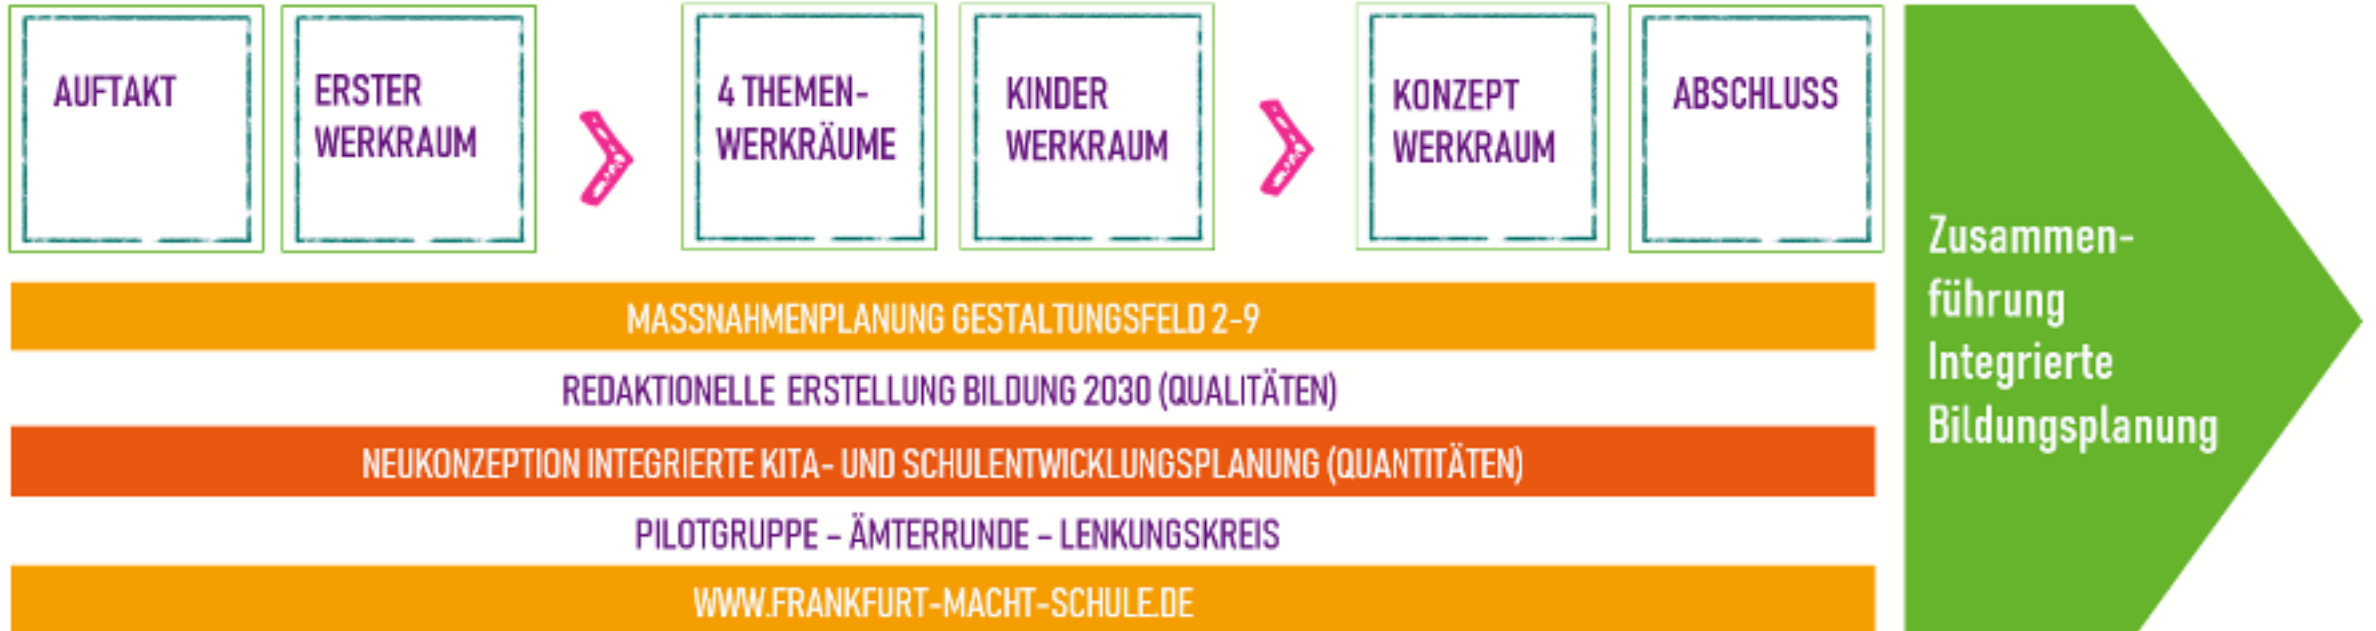 AUFTAKT
ERSTER
WERKRAUM
4 THEMEN-
WERKRÄUME
KINDER
WERKRAUM
KONZEPT
WERKRAUM
ABSCHLUSS
MASSNAHMENPLANUNG GESTALTUNGSFELD 2-9
REDAKTIONELLE ERSTELLUNG BILDUNG 2030 (QUALITÄTEN)
NEUKONZEPTION INTEGRIERTE KITA- UND SCHULENTWICKLUNGSPLANUNG (QUANTITÄTEN)
PILOTGRUPPE – ÄMTERRUNDE – LENKUNGSKREIS
WWW.FRANKFURT-MACHT-SCHULE.DE
Zusammen-
führung
Integrierte
Bildungsplanung